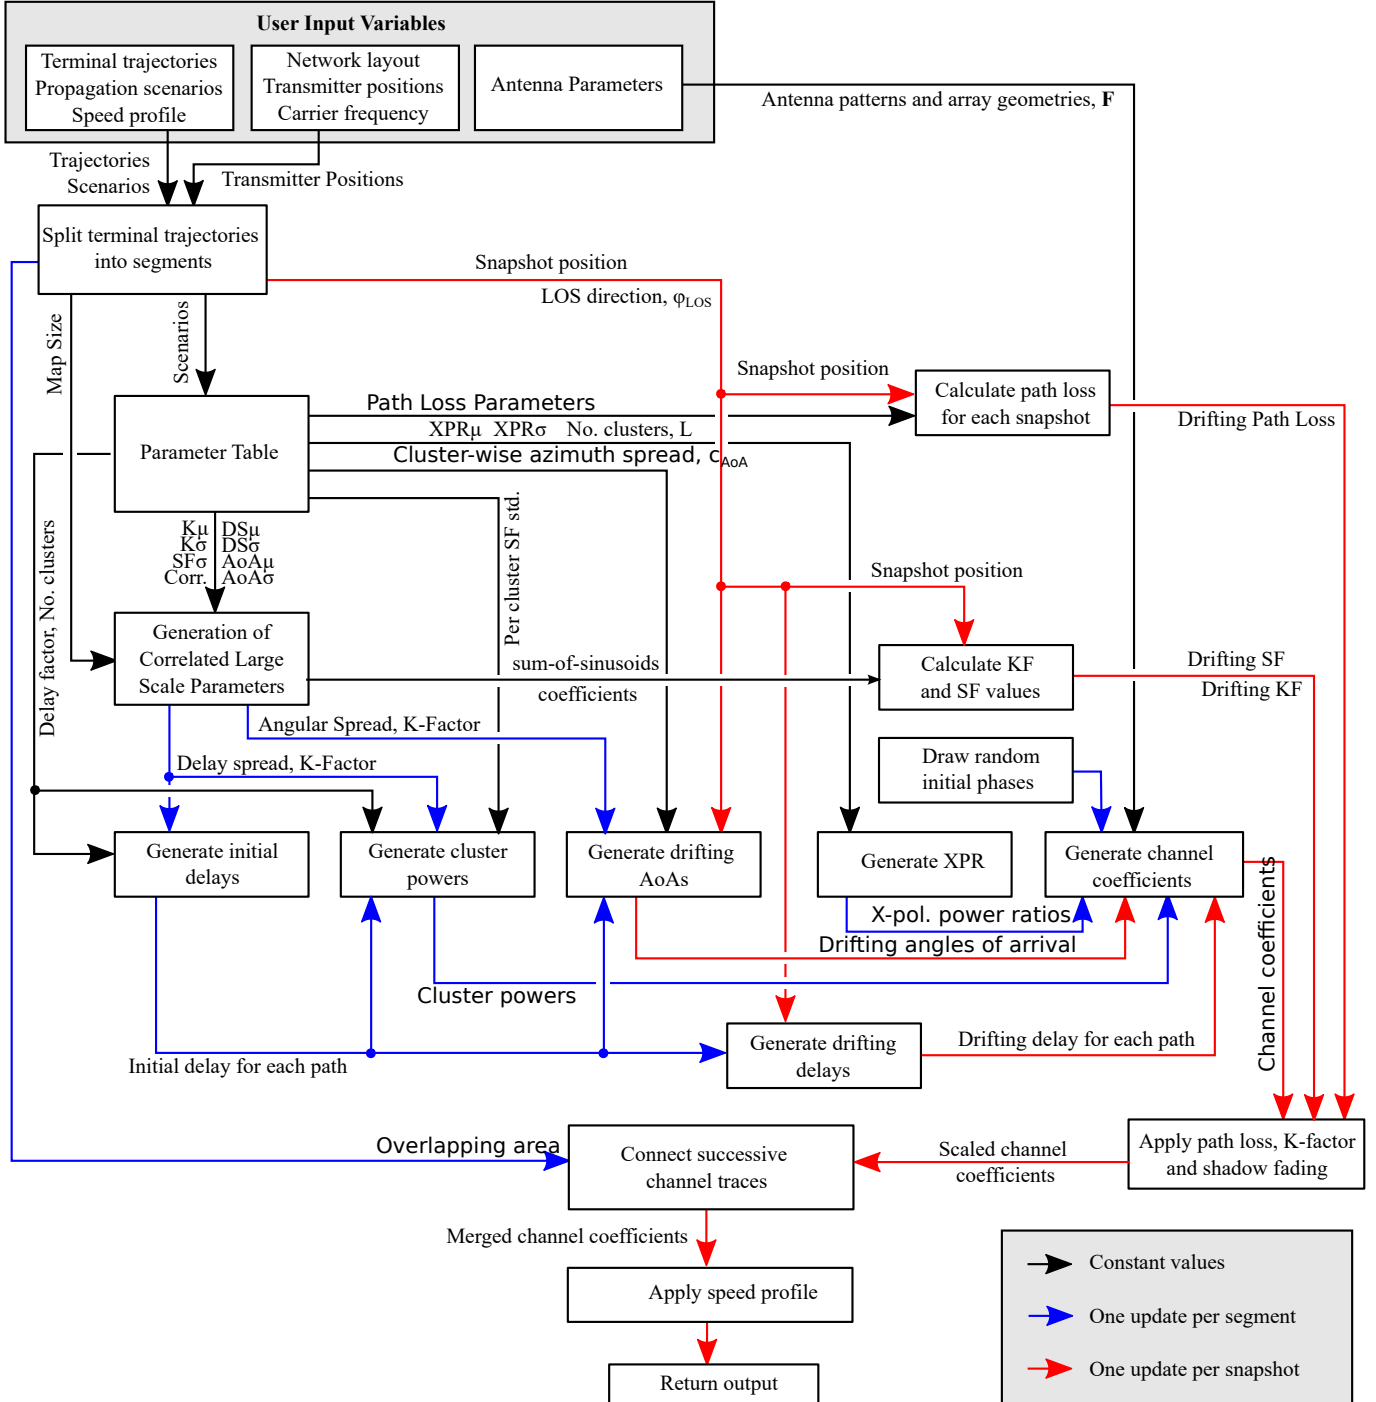 User Input Variables
Terminal trajectories
Propagation scenarios
Speed profile
Network layout
Transmitter positions
Carrier frequency
Antenna Parameters
Antenna patterns and array geometries, F
Trajectories
Scenarios
Transmitter Positions
Split terminal trajectories
into segments
Snapshot position
LOS direction, φLOS
Map Size
Scenarios
Snapshot position
Calculate path loss
for each snapshot
Drifting Path Loss
Path Loss Parameters
XPRμ XPRσ No. clusters, L
Cluster-wise azimuth spread, cAoA
Parameter Table
Kμ DSμ
Kσ DSσ
SFσ AoAμ
Corr. AoAσ
Per cluster SF std.
Delay factor, No. clusters
Snapshot position
Generation of
Correlated Large
Scale Parameters
sum-of-sinusoids
coefficients
Calculate KF
and SF values
Drifting SF
Drifting KF
Angular Spread, K-Factor
Delay spread, K-Factor
Draw random
initial phases
Generate initial
delays
Generate cluster
powers
Generate drifting
AoAs
Generate XPR
Generate channel
coefficients
X-pol. power ratios
Drifting angles of arrival
Cluster powers
Channel coefficients
Initial delay for each path
Generate drifting
delays
Drifting delay for each path
Overlapping area
Connect successive
channel traces
Scaled channel
coefficients
Apply path loss, K-factor
and shadow fading
Merged channel coefficients
Apply speed profile
Return output
Constant values
One update per segment
One update per snapshot